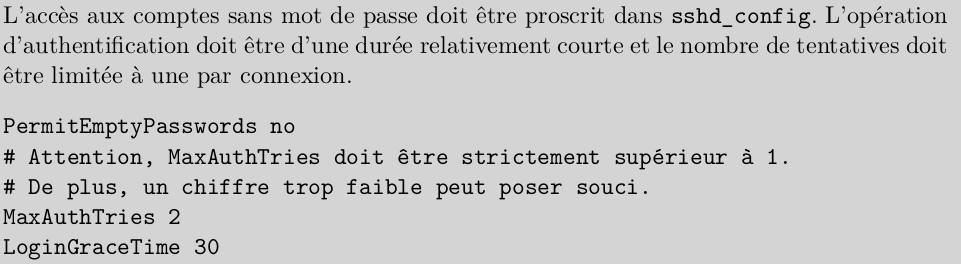 L'accès aux comptes sans mot de passe doit être proscrit dans sshd_config. L'opération
d'authentification doit être d'une durée relativement courte et le nombre de tentatives doit
être limitée à une par connexion.
PermitEmptyPasswords no
# Attention, MaxAuthTries doit être strictement supérieur à 1.
# De plus, un chiffre trop faible peut poser souci.
MaxAuthTries 2
LoginGraceTime 30